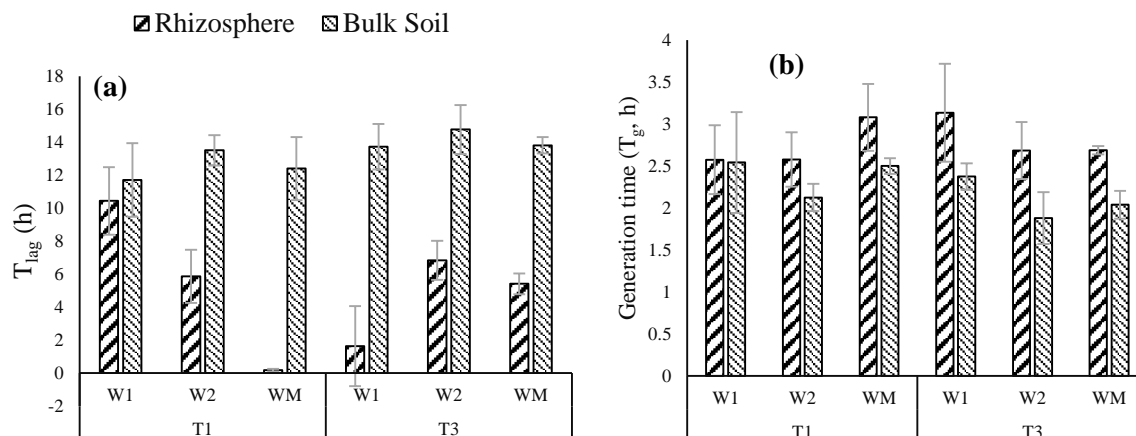 Rhizosphere Bulk Soil
(a)
T_lag (h)
18
16
14
12
10
8
6
4
2
0
-2
W1 W2 WM W1 W2 WM
T1 T3
(b)
Generation time (T_g, h)
4
3.5
3
2.5
2
1.5
1
0.5
0
W1 W2 WM W1 W2 WM
T1 T3